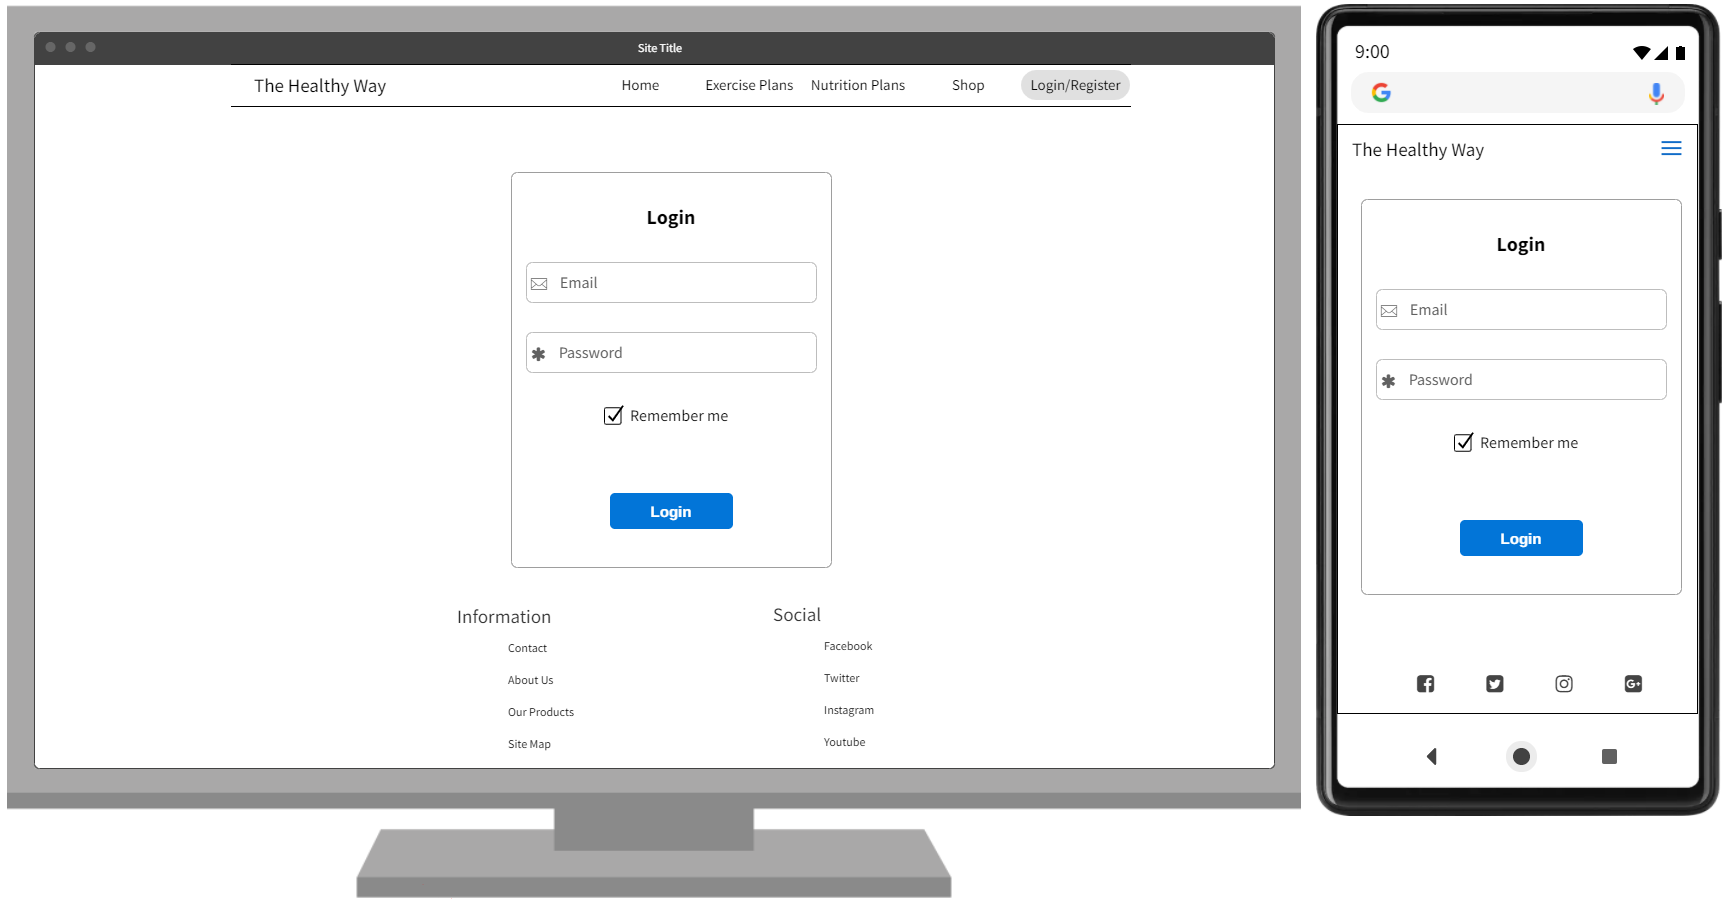 Site Title
The Healthy Way Home Exercise Plans Nutrition Plans Shop Login/Register
Login
Email
Password
Remember me
Login
Information
Contact
About Us
Our Products
Site Map
Social
Facebook
Twitter
Instagram
Youtube
9:00
The Healthy Way
Login
Email
Password
Remember me
Login